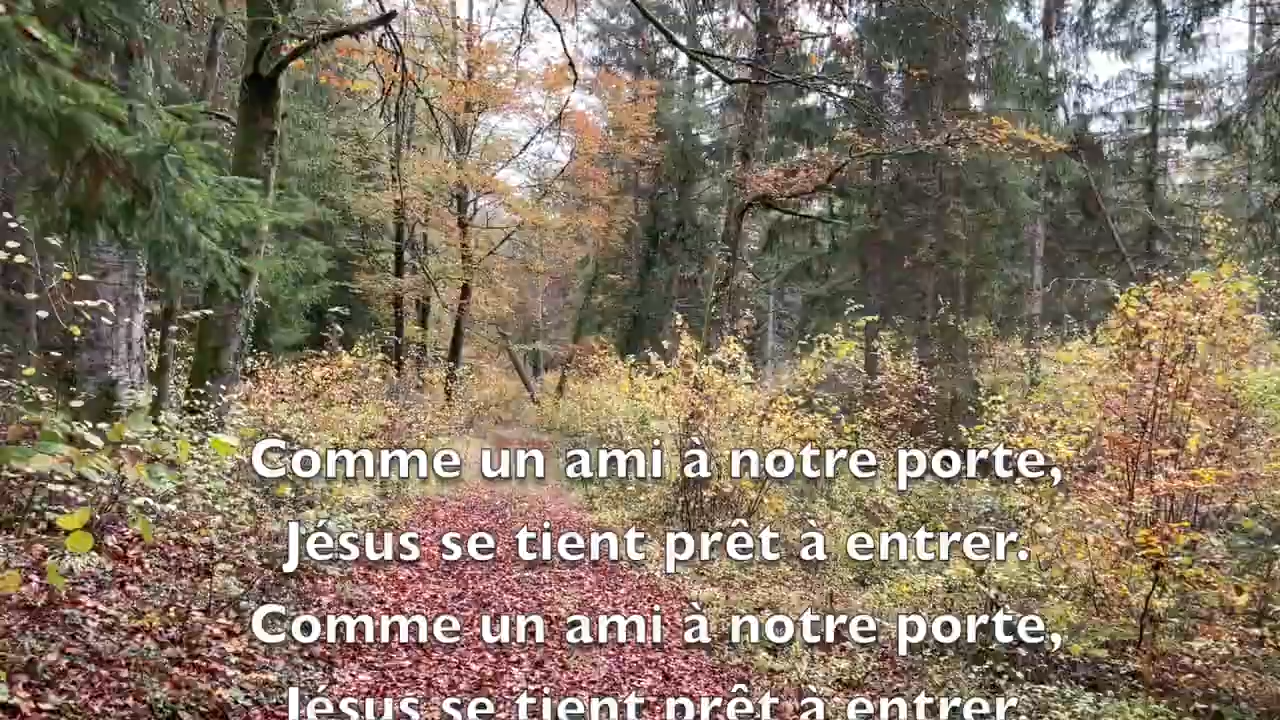 Comme un ami à notre porte,
Jésus se tient prêt à entrer.
Comme un ami à notre porte,
Jésus se tient prêt à entrer.